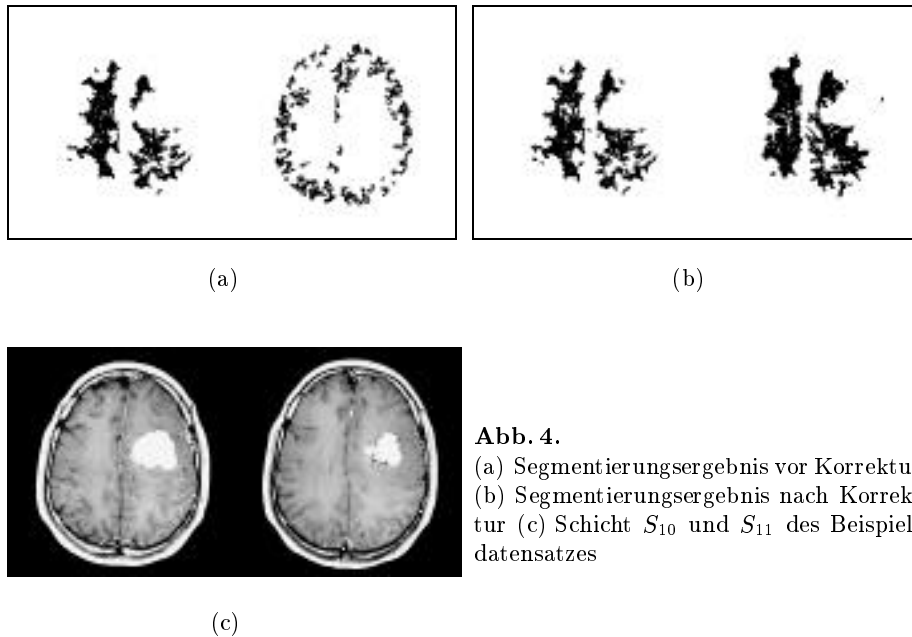 (a)
(b)
(c)
Abb. 4.
(a) Segmentierungsergebnis vor Korrektu
(b) Segmentierungsergebnis nach Korrek
tur (c) Schicht S₁₀ und S₁₁ des Beispiel
datensatzes